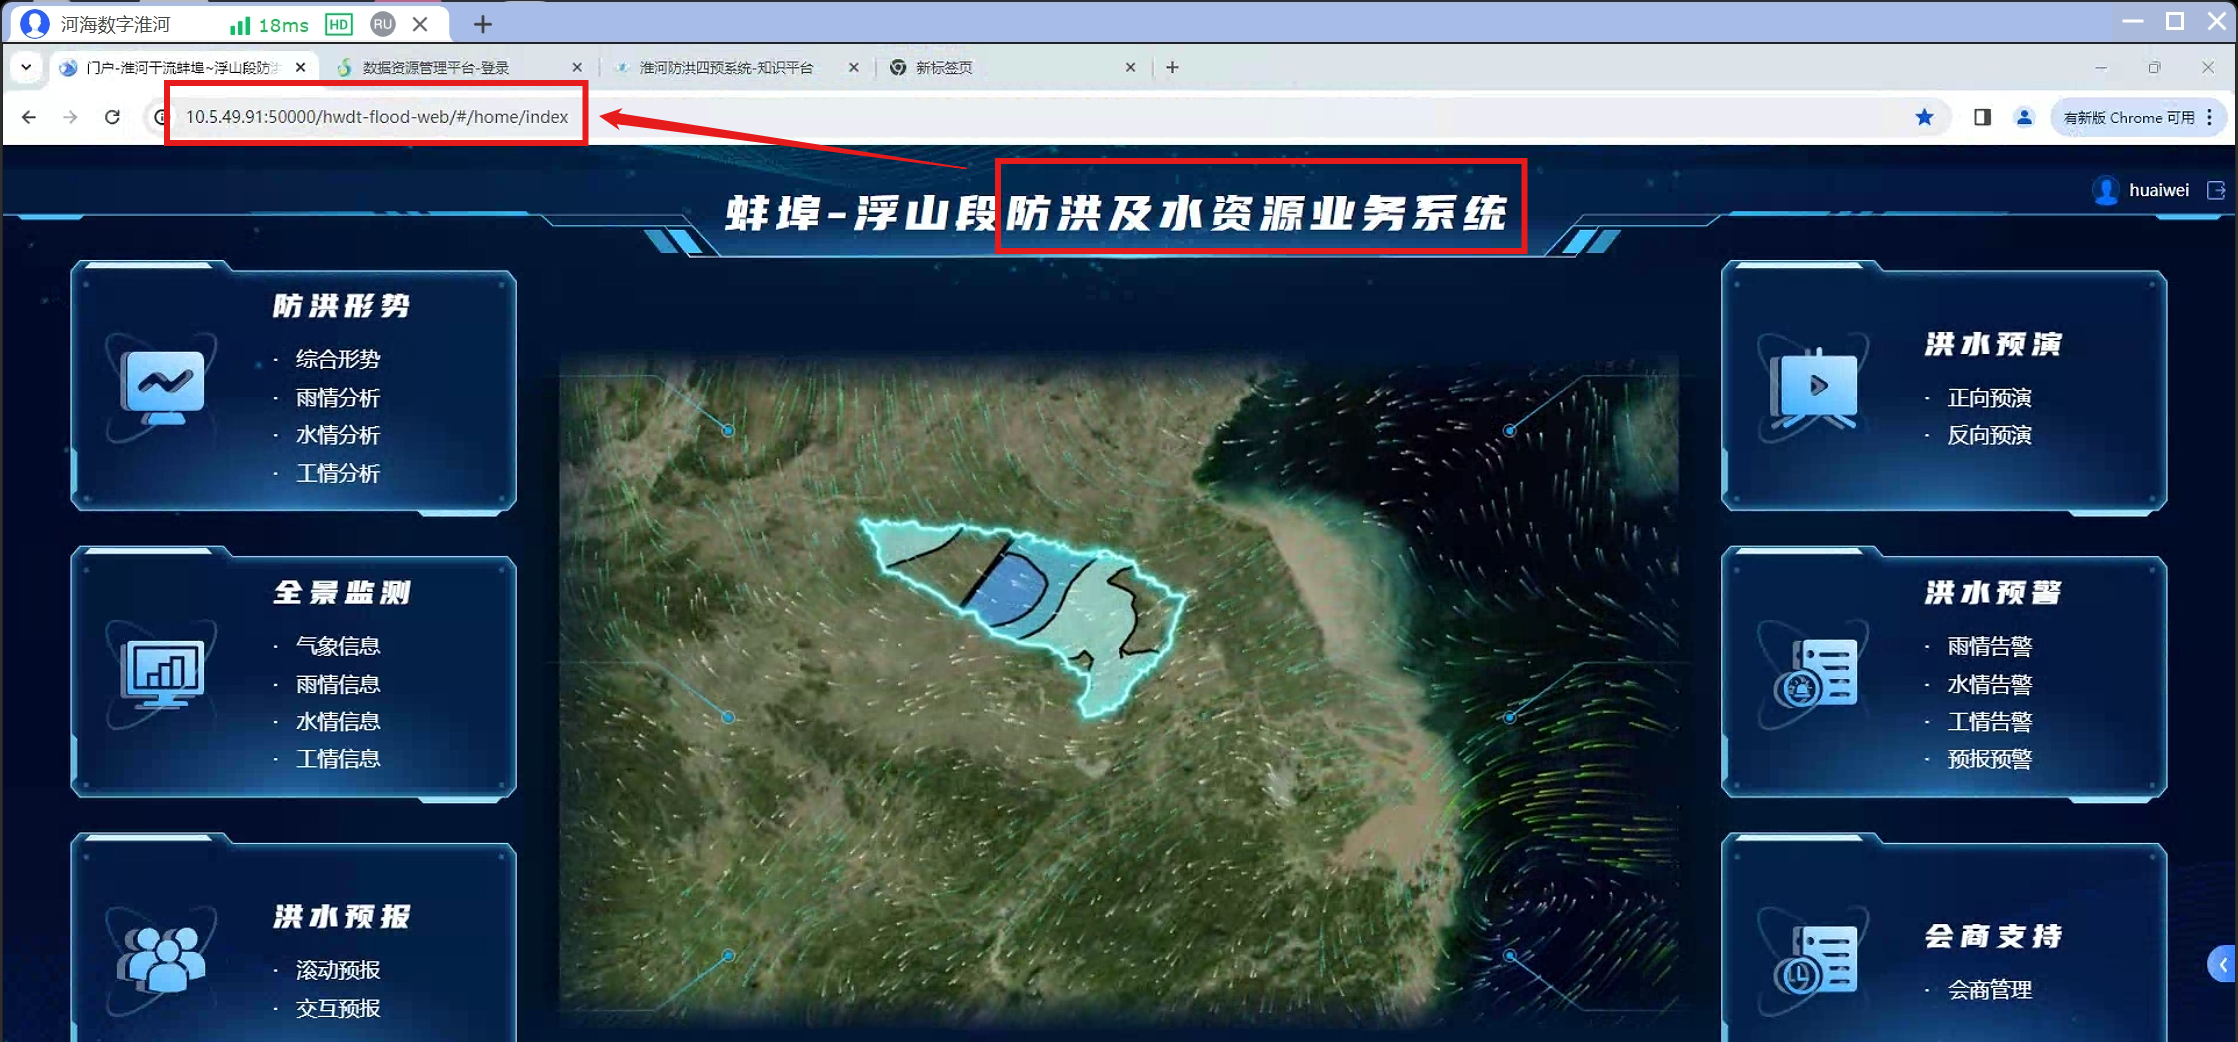 河海数字淮河 18ms HD RU
门户-淮河干流蚌埠~浮山段防洪
数据资源管理平台-登录
淮河防洪四预系统-知识平台
新标签页
10.5.49.91:50000/hwdt-flood-web/#/home/index
有新版 Chrome 可用
蚌埠-浮山段防洪及水资源业务系统
huaiwei
防洪形势
· 综合形势
· 雨情分析
· 水情分析
· 工情分析
全景监测
· 气象信息
· 雨情信息
· 水情信息
· 工情信息
洪水预报
· 滚动预报
· 交互预报
洪水预演
· 正向预演
· 反向预演
洪水预警
· 雨情告警
· 水情告警
· 工情告警
· 预报预警
会商支持
· 会商管理